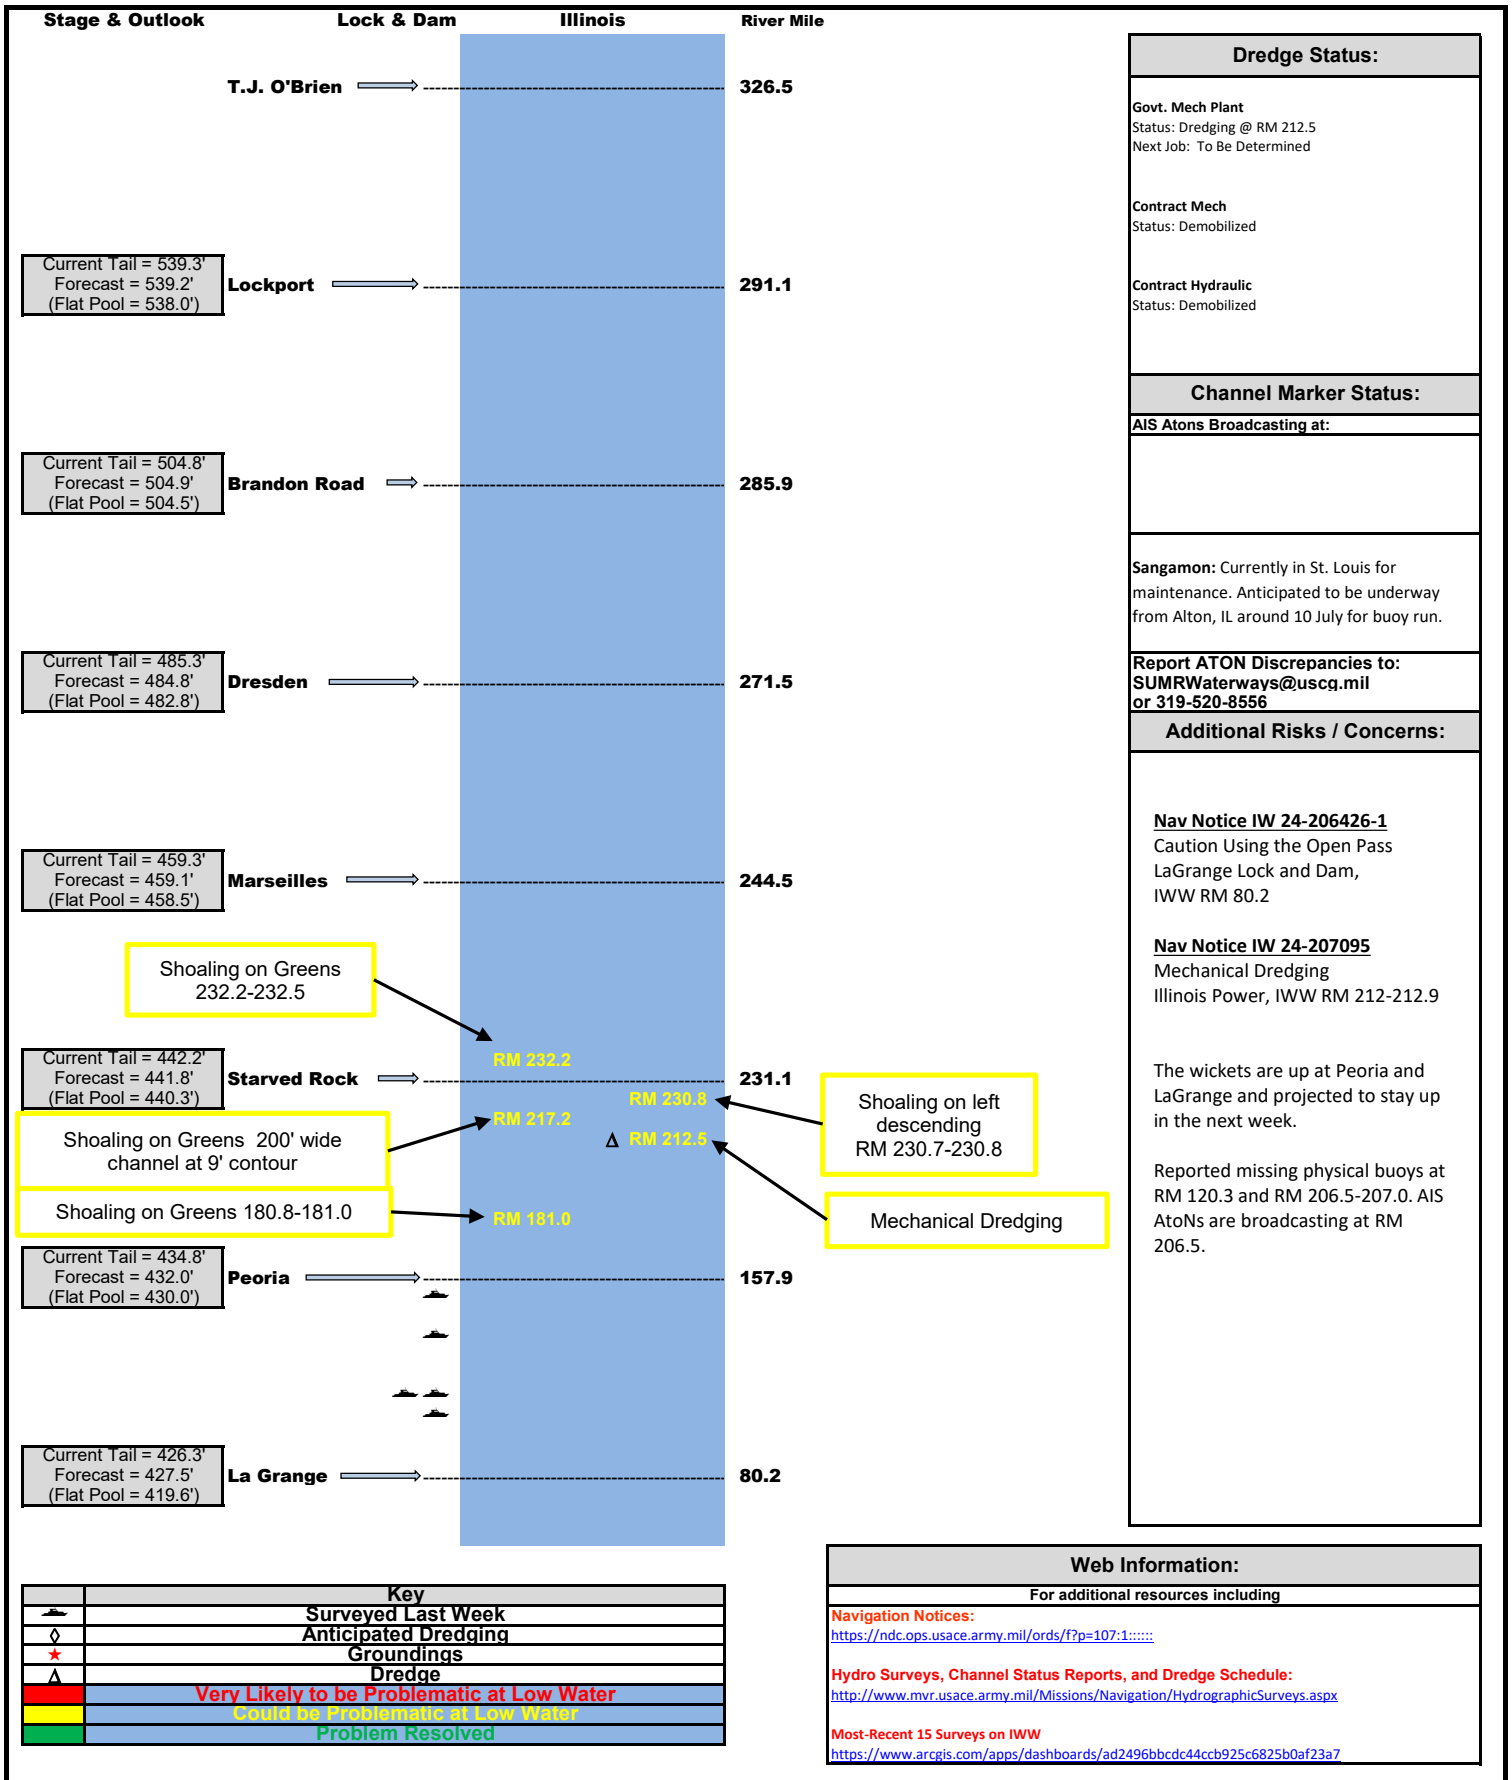 Stage & Outlook
Lock & Dam
Illinois
River Mile
T.J. O'Brien
326.5
Current Tail = 539.3'
Forecast = 539.2'
(Flat Pool = 538.0')
Lockport
291.1
Current Tail = 504.8'
Forecast = 504.9'
(Flat Pool = 504.5')
Brandon Road
285.9
Current Tail = 485.3'
Forecast = 484.8'
(Flat Pool = 482.8')
Dresden
271.5
Current Tail = 459.3'
Forecast = 459.1'
(Flat Pool = 458.5')
Marseilles
244.5
Shoaling on Greens
232.2-232.5
RM 232.2
Current Tail = 442.2'
Forecast = 441.8'
(Flat Pool = 440.3')
Starved Rock
231.1
RM 230.8
Shoaling on left
descending
RM 230.7-230.8
Shoaling on Greens 200' wide
channel at 9' contour
RM 217.2
RM 212.5
Mechanical Dredging
Shoaling on Greens 180.8-181.0
RM 181.0
Current Tail = 434.8'
Forecast = 432.0'
(Flat Pool = 430.0')
Peoria
157.9
Current Tail = 426.3'
Forecast = 427.5'
(Flat Pool = 419.6')
La Grange
80.2
Dredge Status:
Govt. Mech Plant
Status: Dredging @ RM 212.5
Next Job: To Be Determined
Contract Mech
Status: Demobilized
Contract Hydraulic
Status: Demobilized
Channel Marker Status:
AIS Atons Broadcasting at:
Sangamon: Currently in St. Louis for
maintenance. Anticipated to be underway
from Alton, IL around 10 July for buoy run.
Report ATON Discrepancies to:
SUMRWaterways@uscg.mil
or 319-520-8556
Additional Risks / Concerns:
Nav Notice IW 24-206426-1
Caution Using the Open Pass
LaGrange Lock and Dam,
IWW RM 80.2
Nav Notice IW 24-207095
Mechanical Dredging
Illinois Power, IWW RM 212-212.9
The wickets are up at Peoria and
LaGrange and projected to stay up
in the next week.
Reported missing physical buoys at
RM 120.3 and RM 206.5-207.0. AIS
AtoNs are broadcasting at RM
206.5.
Key
Surveyed Last Week
Anticipated Dredging
Groundings
Dredge
Very Likely to be Problematic at Low Water
Could be Problematic at Low Water
Problem Resolved
Web Information:
For additional resources including
Navigation Notices:
https://ndc.ops.usace.army.mil/ords/f?p=107:1::::::
Hydro Surveys, Channel Status Reports, and Dredge Schedule:
http://www.mvr.usace.army.mil/Missions/Navigation/HydrographicSurveys.aspx
Most-Recent 15 Surveys on IWW
https://www.arcgis.com/apps/dashboards/ad2496bbcdc44ccb925c6825b0af23a7